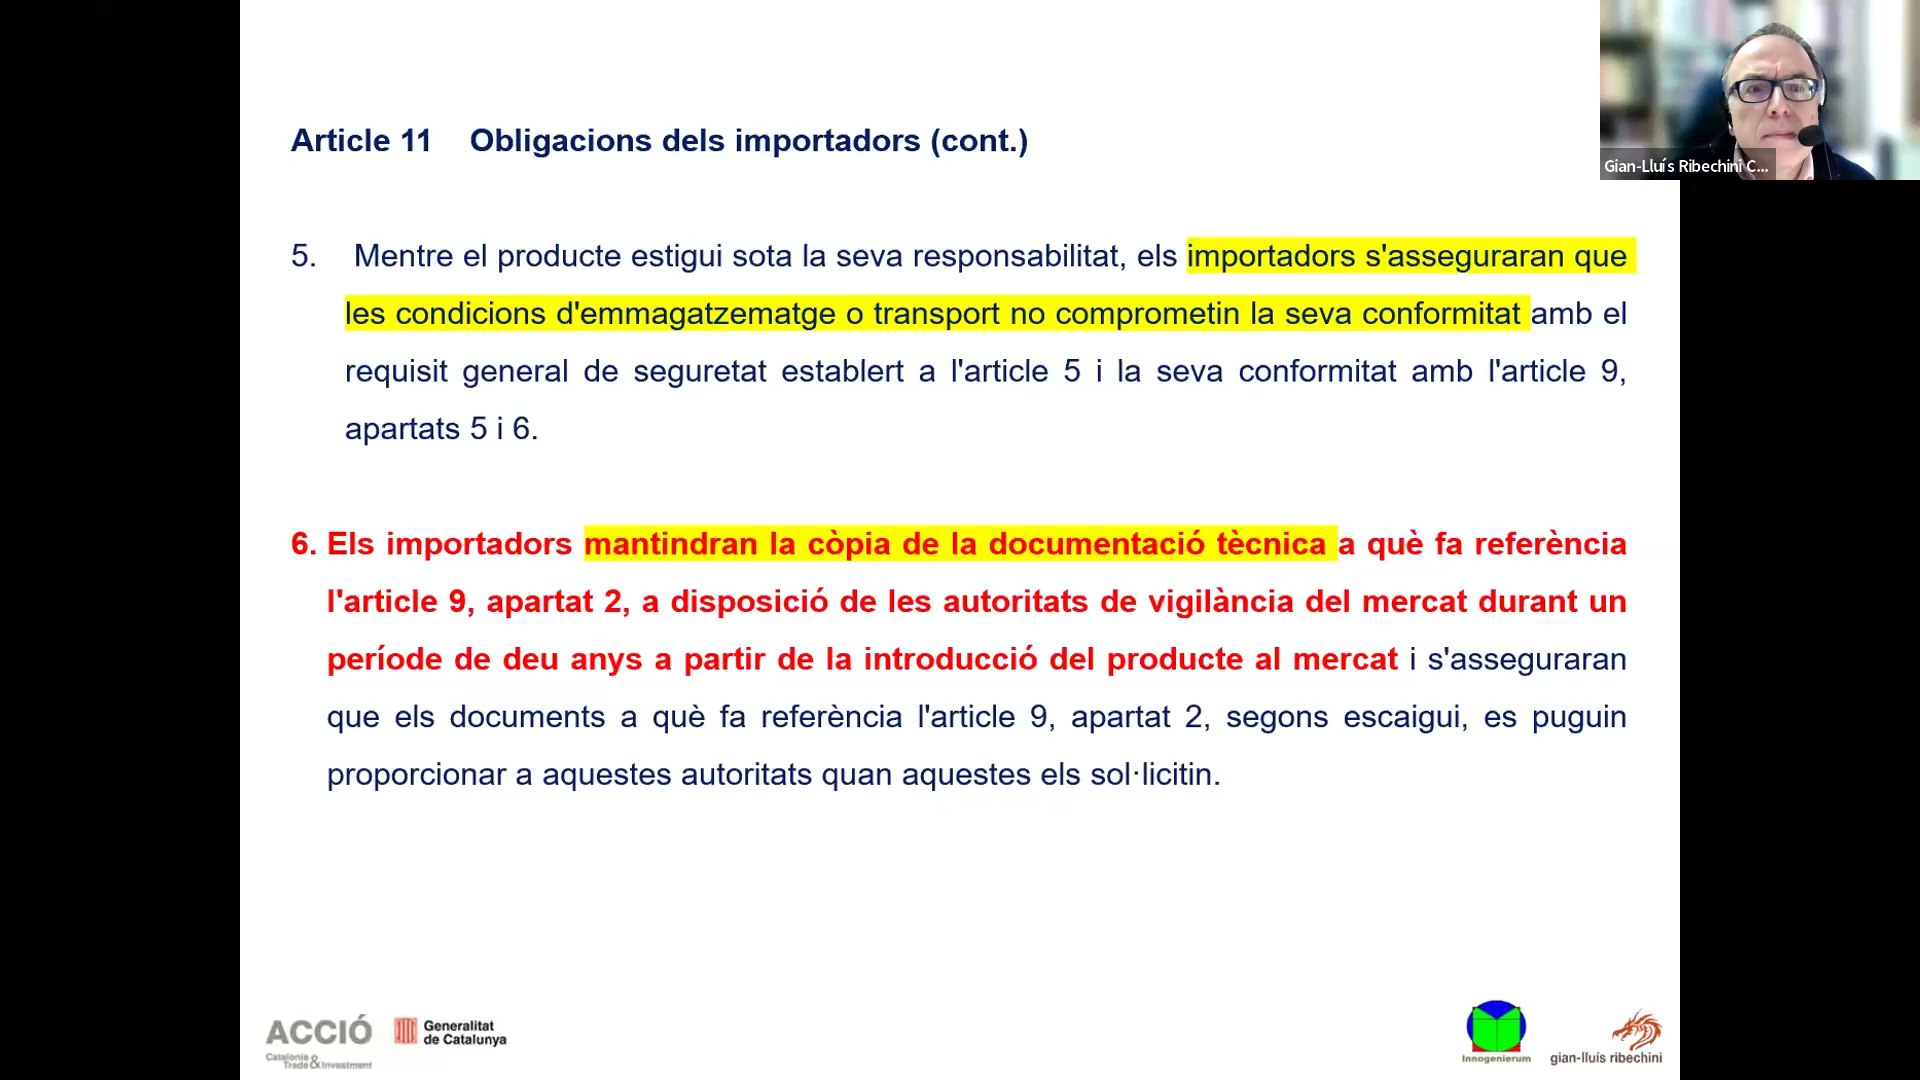 Article 11 Obligacions dels importadors (cont.)
Gian-Lluís Ribechini C...
5. Mentre el producte estigui sota la seva responsabilitat, els importadors s'asseguraran que
les condicions d'emmagatzematge o transport no comprometin la seva conformitat amb el
requisit general de seguretat establert a l'article 5 i la seva conformitat amb l'article 9,
apartats 5 i 6.
6. Els importadors mantindran la còpia de la documentació tècnica a què fa referència
l'article 9, apartat 2, a disposició de les autoritats de vigilància del mercat durant un
període de deu anys a partir de la introducció del producte al mercat i s'asseguraran
que els documents a què fa referència l'article 9, apartat 2, segons escaigui, es puguin
proporcionar a aquestes autoritats quan aquestes els sol·licitin.
ACCIÓ
Catalonia
Trade & Investment
Generalitat
de Catalunya
Innogenierum
gian-lluís ribechini